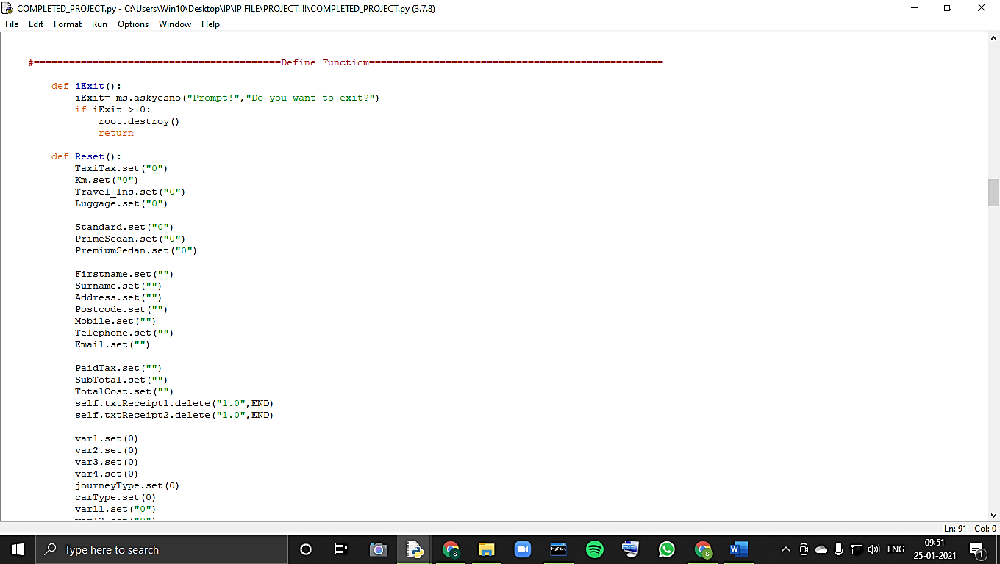 COMPLETED_PROJECT.py - C:\Users\Win10\Desktop\IP\IP FILE\PROJECT!!!!\COMPLETED_PROJECT.py (3.7.8)
File Edit Format Run Options Window Help
#==========================================Define Functiom==================================================
def iExit():
iExit= ms.askyesno("Prompt!","Do you want to exit?")
if iExit > 0:
root.destroy()
return
def Reset():
TaxiTax.set("0")
Km.set("0")
Travel_Ins.set("0")
Luggage.set("0")
Standard.set("0")
PrimeSedan.set("0")
PremiumSedan.set("0")
Firstname.set("")
Surname.set("")
Address.set("")
Postcode.set("")
Mobile.set("")
Telephone.set("")
Email.set("")
PaidTax.set("")
SubTotal.set("")
TotalCost.set("")
self.txtReceipt1.delete("1.0",END)
self.txtReceipt2.delete("1.0",END)
var1.set(0)
var2.set(0)
var3.set(0)
var4.set(0)
journeyType.set(0)
carType.set(0)
var11.set("0")
Ln: 91 Col: 0
Type here to search
MySQL
ENG
09:51
25-01-2021
1